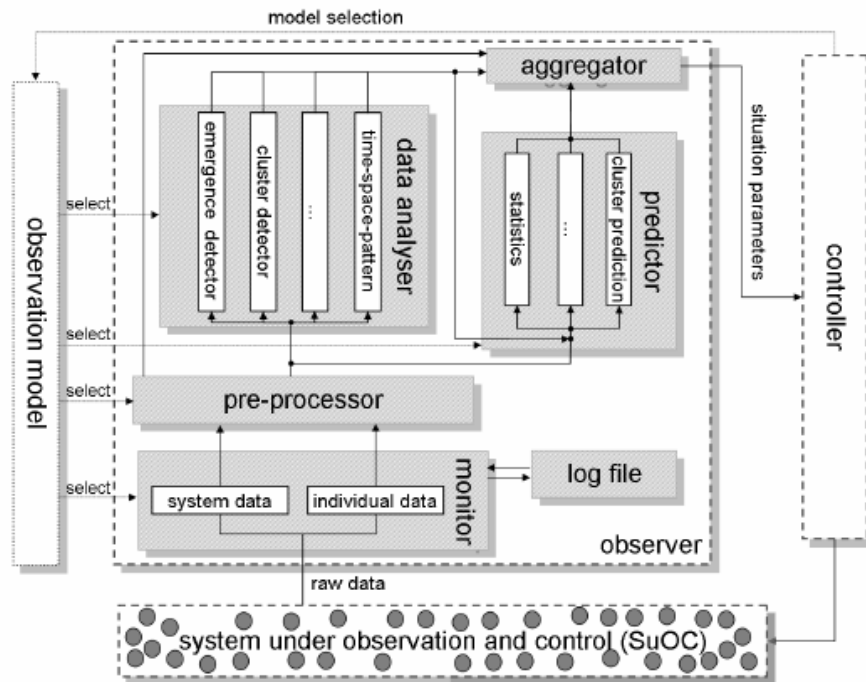 model selection
aggregator
emergence detector
cluster detector
...
time-space-pattern
data analyser
statistics
...
cluster prediction
predictor
situation parameters
controller
observation model
select
select
select
select
pre-processor
system data
individual data
monitor
log file
observer
raw data
system under observation and control (SuOC)